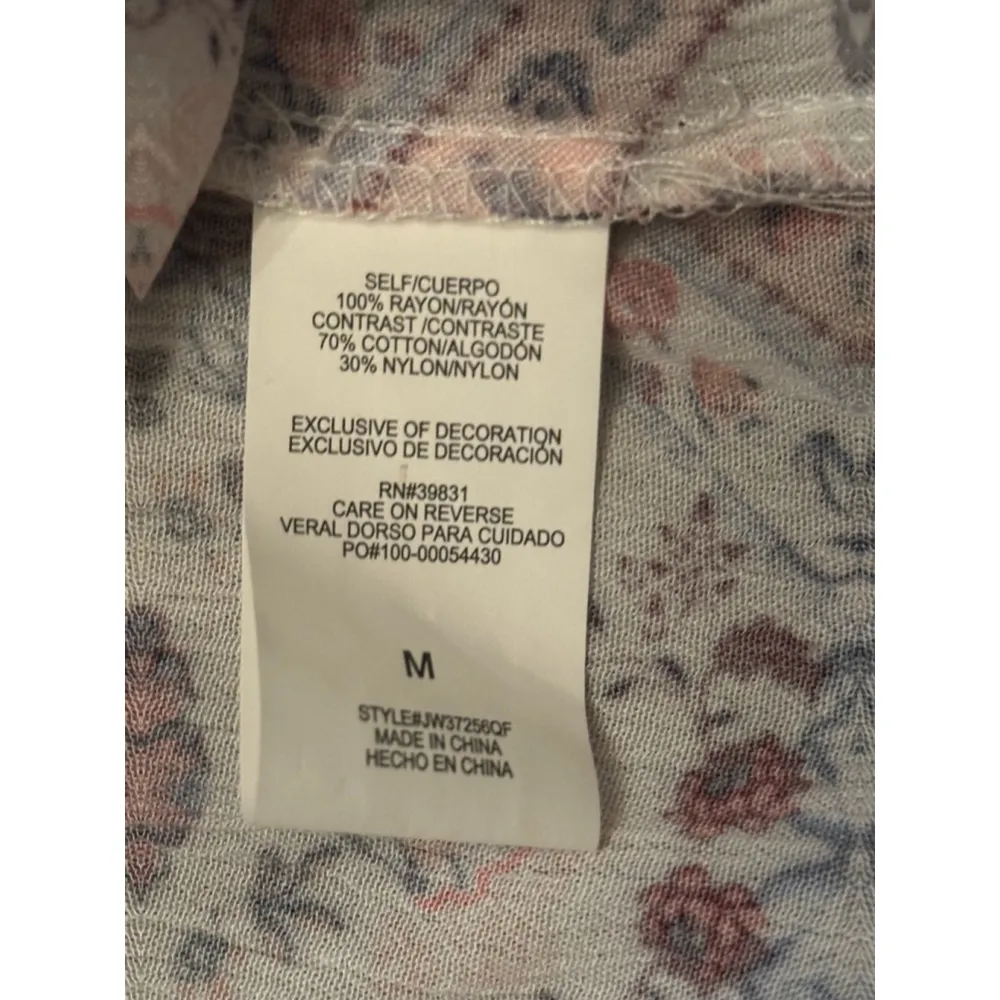 SELF/CUERPO
100% RAYON/RAYÓN
CONTRAST /CONTRASTE
70% COTTON/ALGODÓN
30% NYLON/NYLON
EXCLUSIVE OF DECORATION
EXCLUSIVO DE DECORACIÓN
RN#39831
CARE ON REVERSE
VERAL DORSO PARA CUIDADO
PO#100-00054430
M
STYLE#JW37256QF
MADE IN CHINA
HECHO EN CHINA